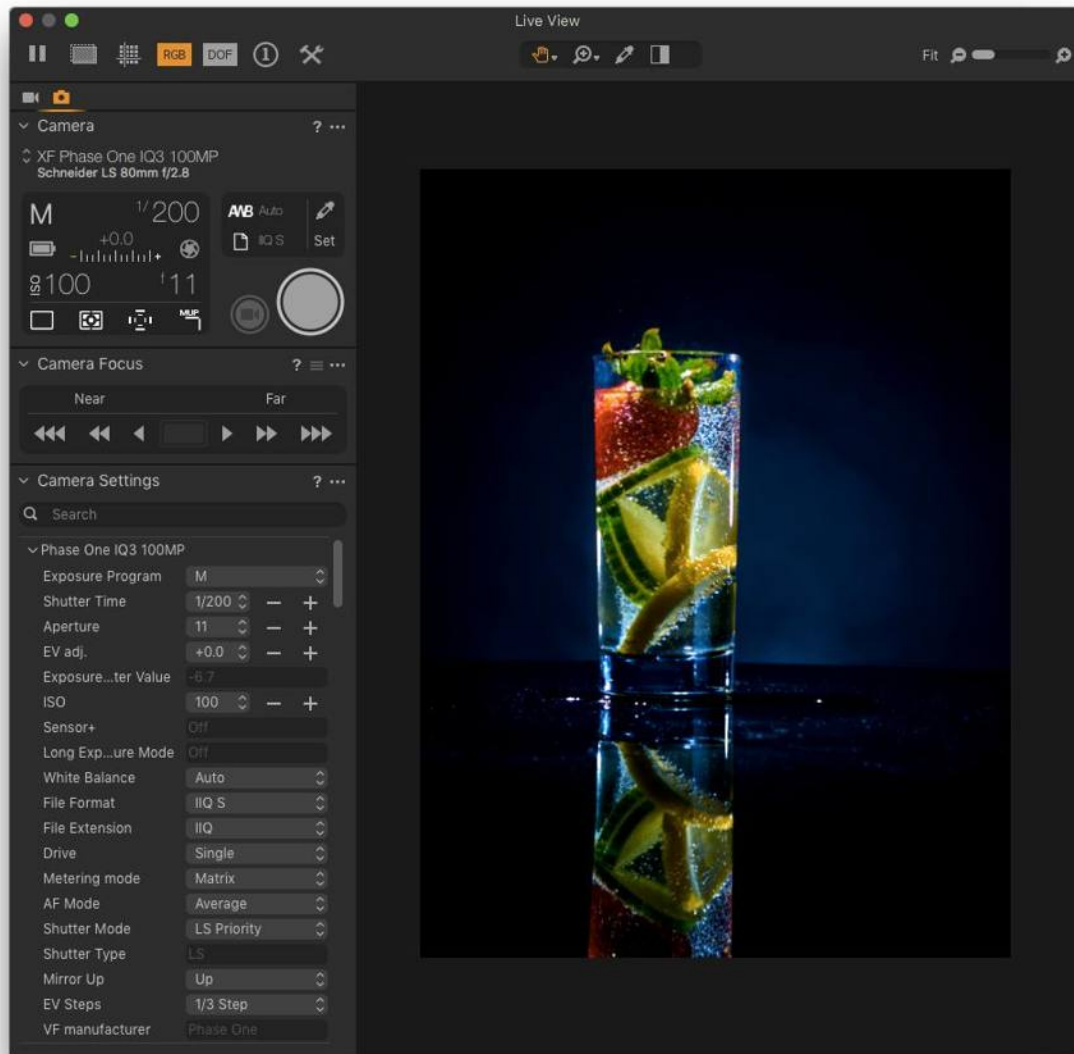 Live View
RGB DOF 1 Fit
Camera ? ...
XF Phase One IQ3 100MP
Schneider LS 80mm f/2.8
M 1/200 AWB Auto
+0.0 IIQ S Set
- +
ISO 100 f 11
MUP
Camera Focus ? ...
Near Far
Camera Settings ? ...
Search
Phase One IQ3 100MP
Exposure Program M
Shutter Time 1/200 − +
Aperture 11 − +
EV adj. +0.0 − +
Exposure...ter Value -6.7
ISO 100 − +
Sensor+ Off
Long Exp...ure Mode Off
White Balance Auto
File Format IIQ S
File Extension IIQ
Drive Single
Metering mode Matrix
AF Mode Average
Shutter Mode LS Priority
Shutter Type LS
Mirror Up Up
EV Steps 1/3 Step
VF manufacturer Phase One